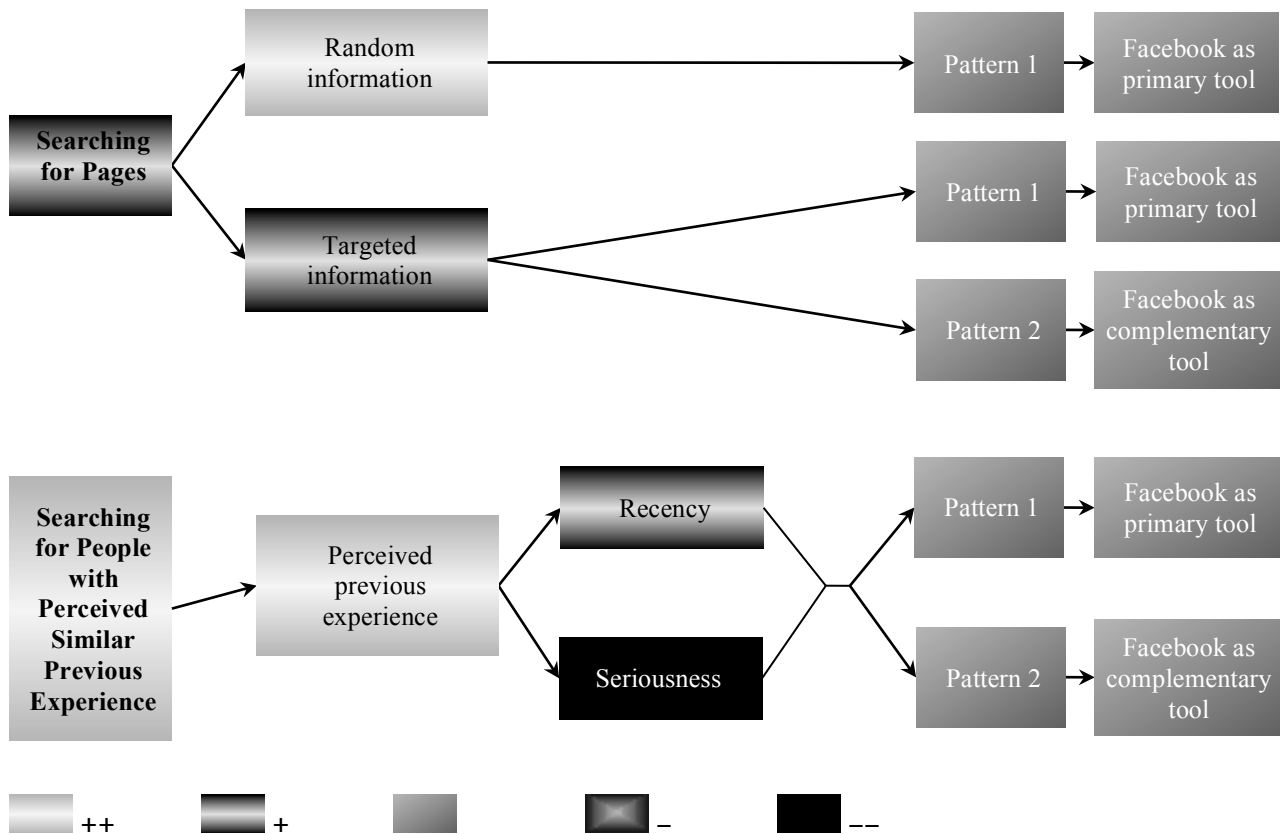 Random
information
Pattern 1
Facebook as
primary tool
Searching
for Pages
Targeted
information
Pattern 1
Facebook as
primary tool
Pattern 2
Facebook as
complementary
tool
Searching
for People
with
Perceived
Similar
Previous
Experience
Perceived
previous
experience
Recency
Seriousness
Pattern 1
Facebook as
primary tool
Pattern 2
Facebook as
complementary
tool
++ + – ––